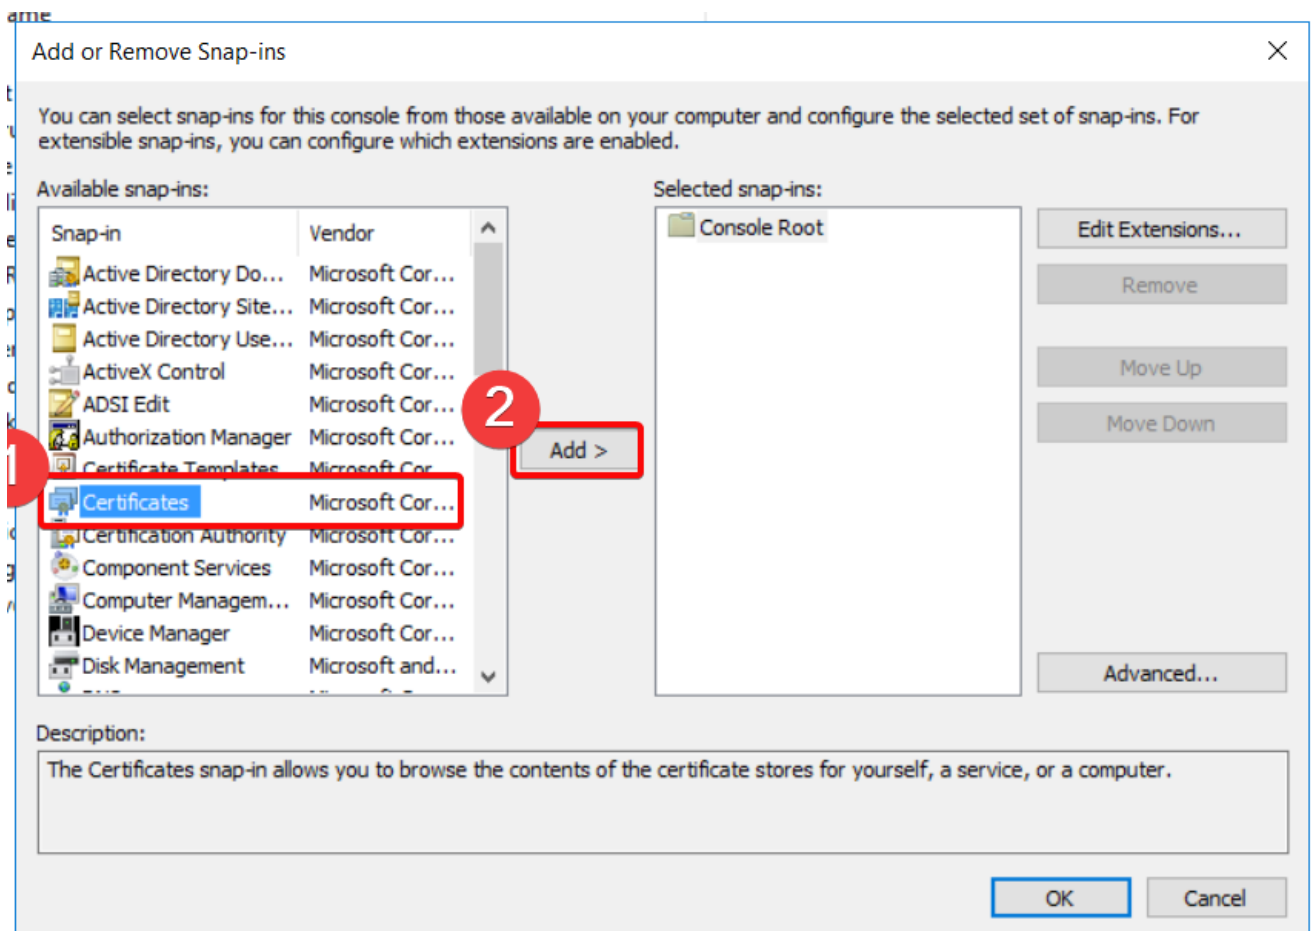 ame
Add or Remove Snap-ins
You can select snap-ins for this console from those available on your computer and configure the selected set of snap-ins. For
extensible snap-ins, you can configure which extensions are enabled.
Available snap-ins:
Snap-in Vendor
Active Directory Do... Microsoft Cor...
Active Directory Site... Microsoft Cor...
Active Directory Use... Microsoft Cor...
ActiveX Control Microsoft Cor...
ADSI Edit Microsoft Cor...
Authorization Manager Microsoft Cor...
Certificate Templates Microsoft Cor
1
Certificates Microsoft Cor...
Certification Authority Microsoft Cor...
Component Services Microsoft Cor...
Computer Managem... Microsoft Cor...
Device Manager Microsoft Cor...
Disk Management Microsoft and...
2
Add >
Selected snap-ins:
Console Root
Edit Extensions...
Remove
Move Up
Move Down
Advanced...
Description:
The Certificates snap-in allows you to browse the contents of the certificate stores for yourself, a service, or a computer.
OK Cancel